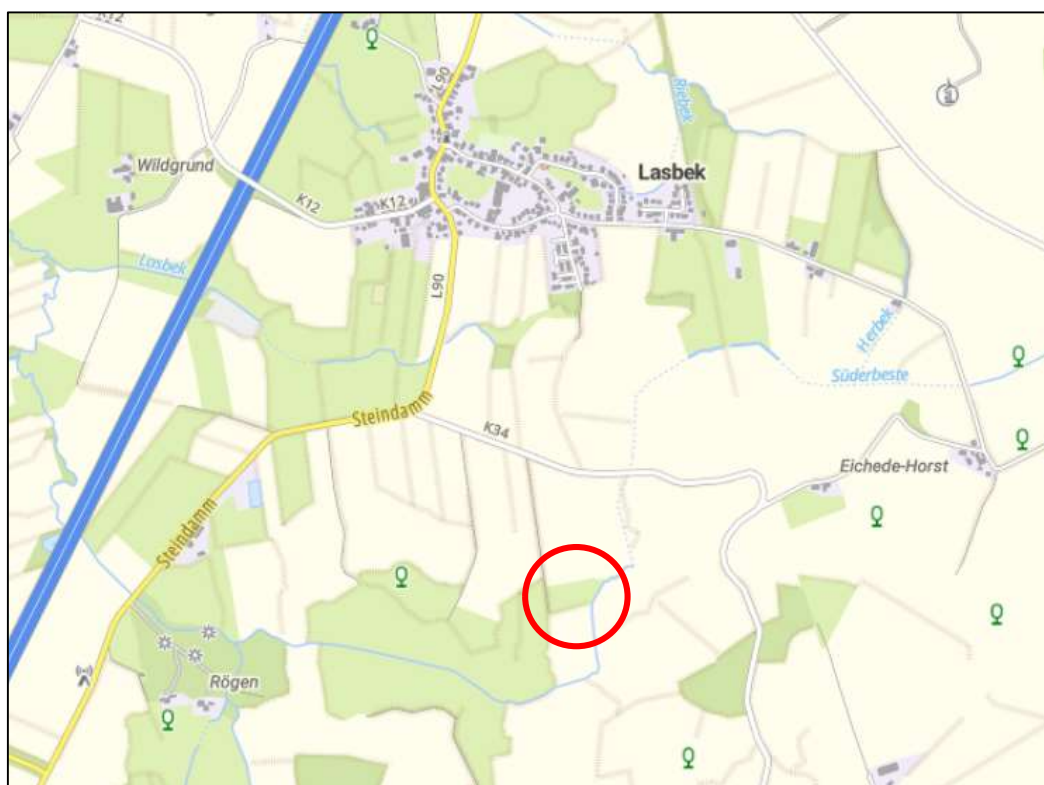 K12
L90
Riebek
Wildgrund
Lasbek
K12
K12
Lasbek
L90
Herbek
Süderbeste
Steindamm
K34
Eichede-Horst
Steindamm
Rögen